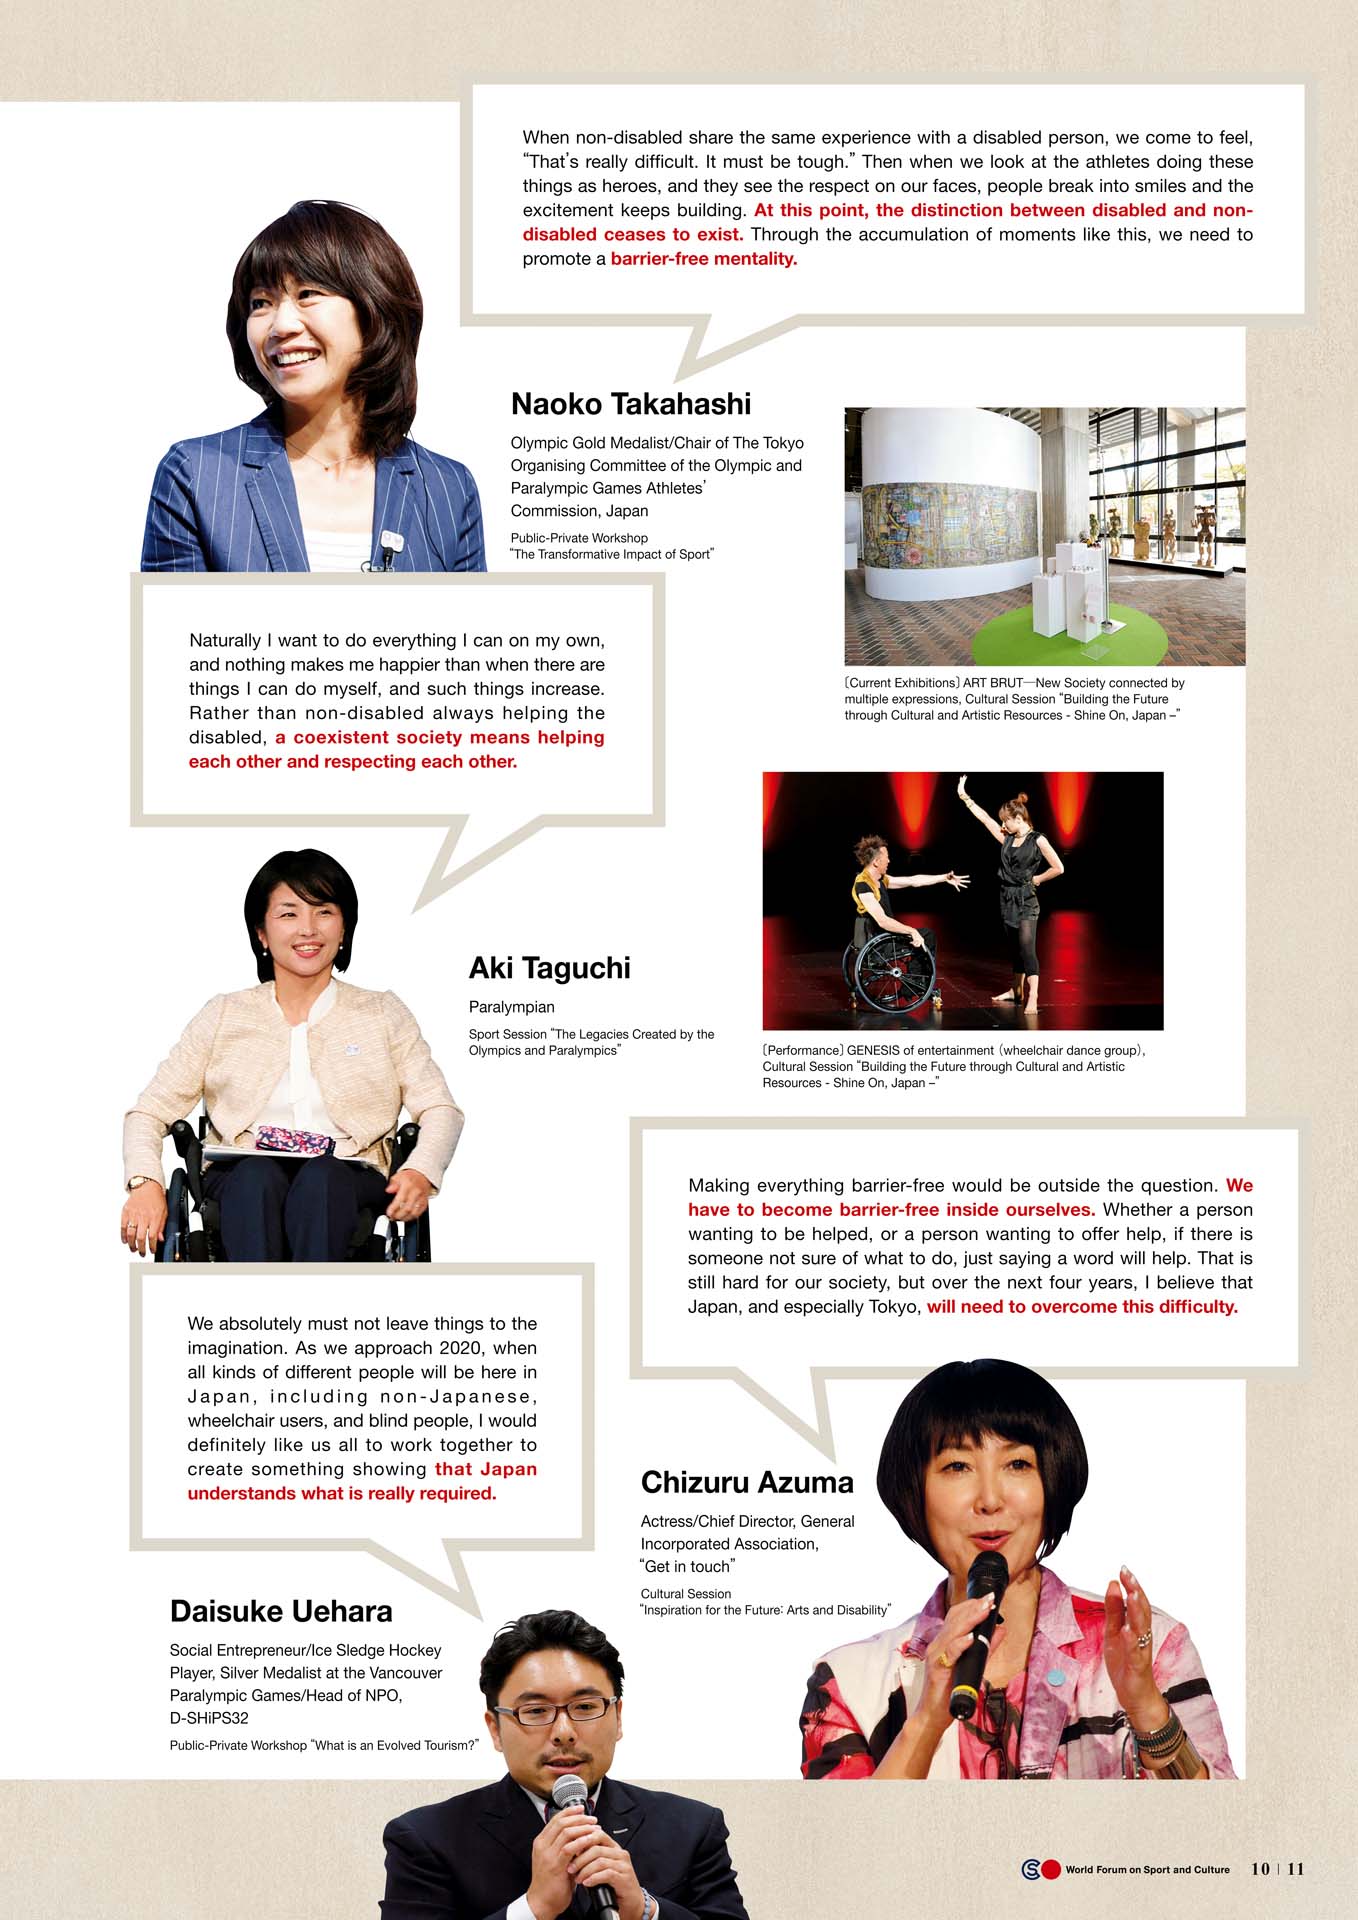 When non-disabled share the same experience with a disabled person, we come to feel,
“That’s really difficult. It must be tough.” Then when we look at the athletes doing these
things as heroes, and they see the respect on our faces, people break into smiles and the
excitement keeps building. At this point, the distinction between disabled and non-
disabled ceases to exist. Through the accumulation of moments like this, we need to
promote a barrier-free mentality.
Naoko Takahashi
Olympic Gold Medalist/Chair of The Tokyo
Organising Committee of the Olympic and
Paralympic Games Athletes’
Commission, Japan
Public-Private Workshop
“The Transformative Impact of Sport”
〔Current Exhibitions〕ART BRUT—New Society connected by
multiple expressions, Cultural Session “Building the Future
through Cultural and Artistic Resources - Shine On, Japan –”
Naturally I want to do everything I can on my own,
and nothing makes me happier than when there are
things I can do myself, and such things increase.
Rather than non-disabled always helping the
disabled, a coexistent society means helping
each other and respecting each other.
Aki Taguchi
Paralympian
Sport Session “The Legacies Created by the
Olympics and Paralympics”
〔Performance〕GENESIS of entertainment（wheelchair dance group）,
Cultural Session “Building the Future through Cultural and Artistic
Resources - Shine On, Japan –”
Making everything barrier-free would be outside the question. We
have to become barrier-free inside ourselves. Whether a person
wanting to be helped, or a person wanting to offer help, if there is
someone not sure of what to do, just saying a word will help. That is
still hard for our society, but over the next four years, I believe that
Japan, and especially Tokyo, will need to overcome this difficulty.
Chizuru Azuma
Actress/Chief Director, General
Incorporated Association,
“Get in touch”
Cultural Session
“Inspiration for the Future: Arts and Disability”
We absolutely must not leave things to the
imagination. As we approach 2020, when
all kinds of different people will be here in
Japan, including non-Japanese,
wheelchair users, and blind people, I would
definitely like us all to work together to
create something showing that Japan
understands what is really required.
Daisuke Uehara
Social Entrepreneur/Ice Sledge Hockey
Player, Silver Medalist at the Vancouver
Paralympic Games/Head of NPO,
D-SHiPS32
Public-Private Workshop “What is an Evolved Tourism?”
World Forum on Sport and Culture 10 | 11